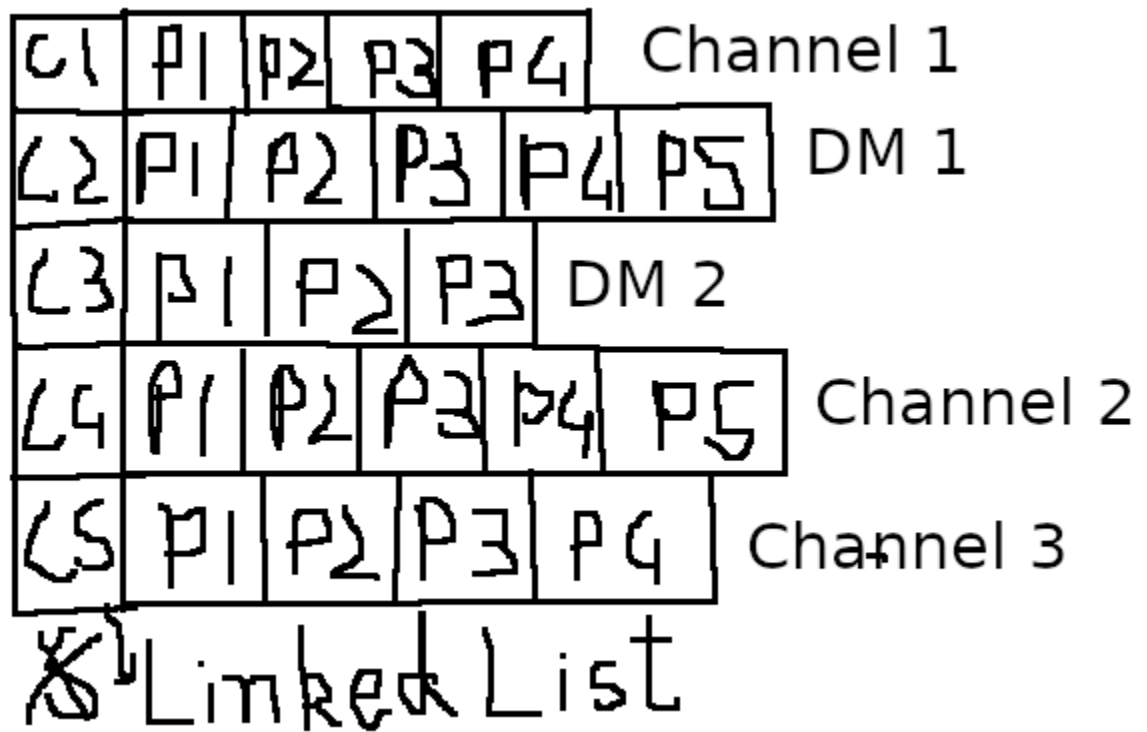 C1 P1 P2 P3 P4 Channel 1
C2 P1 P2 P3 P4 P5 DM 1
C3 P1 P2 P3 DM 2
C4 P1 P2 P3 P4 P5 Channel 2
C5 P1 P2 P3 P4 Channel 3
Linked List